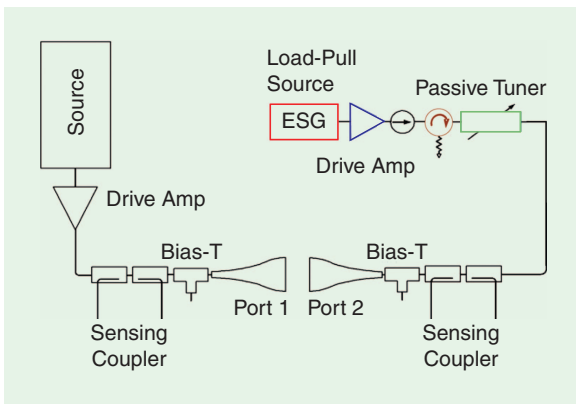 Source
Drive Amp
Load-Pull
Source
ESG
Drive Amp
Passive Tuner
Bias-T
Port 1
Sensing
Coupler
Port 2
Bias-T
Sensing
Coupler